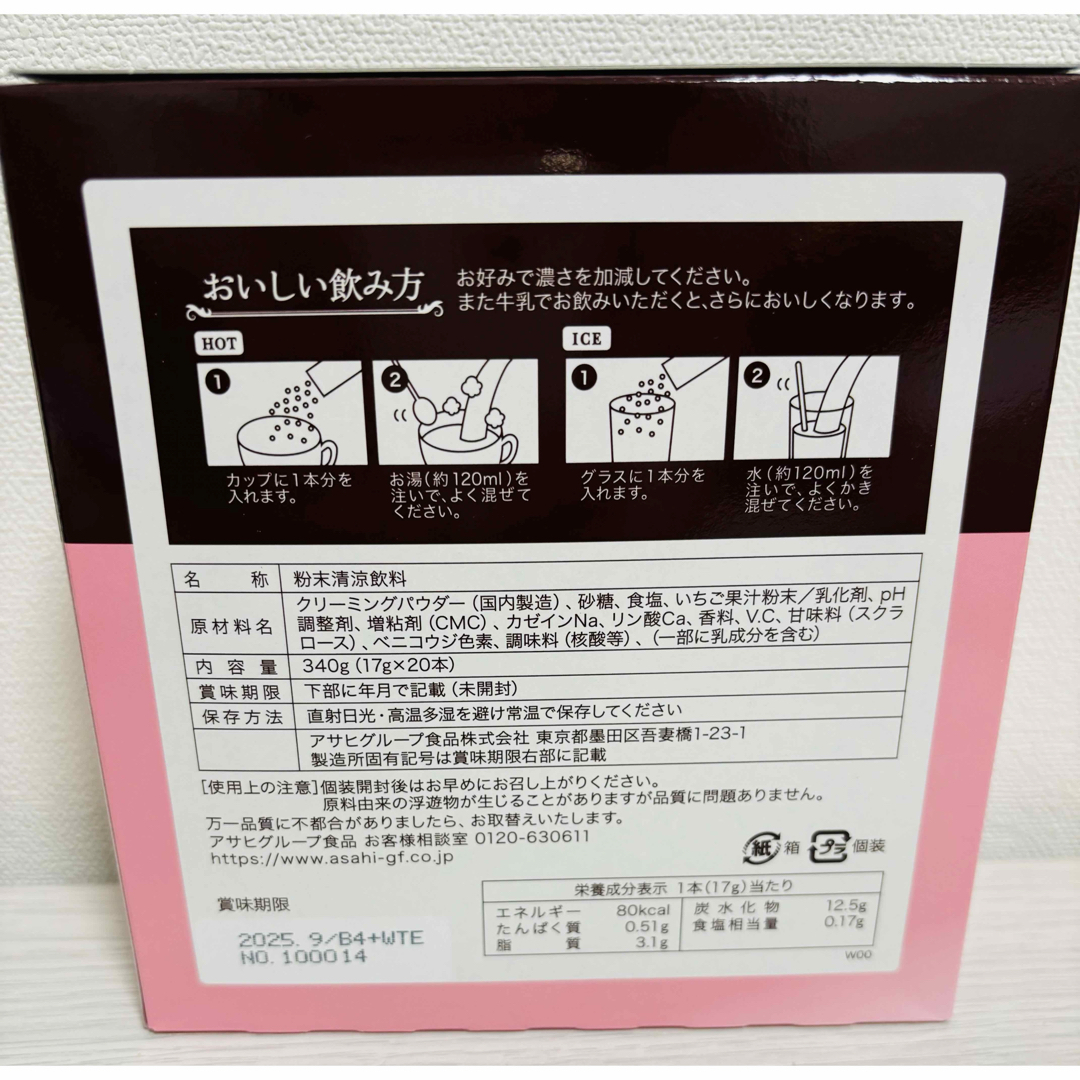 おいしい飲み方
お好みで濃さを加減してください。
また牛乳でお飲みいただくと、さらにおいしくなります。
HOT
1
カップに1本分を
入れます。
2
お湯(約120ml)を
注いで、よく混ぜて
ください。
ICE
1
グラスに1本分を
入れます。
2
水(約120ml)を
注いで、よくかき
混ぜてください。
名称 粉末清涼飲料
原材料名 クリーミングパウダー(国内製造)、砂糖、食塩、いちご果汁粉末/乳化剤、pH
調整剤、増粘剤(CMC)、カゼインNa、リン酸Ca、香料、V.C、甘味料(スクラ
ロース)、ベニコウジ色素、調味料(核酸等)、(一部に乳成分を含む)
内容量 340g(17g×20本)
賞味期限 下部に年月で記載(未開封)
保存方法 直射日光・高温多湿を避け常温で保存してください
アサヒグループ食品株式会社 東京都墨田区吾妻橋1-23-1
製造所固有記号は賞味期限右部に記載
[使用上の注意]個装開封後はお早めにお召し上がりください。
原料由来の浮遊物が生じることがありますが品質に問題ありません。
万一品質に不都合がありましたら、お取替えいたします。
アサヒグループ食品 お客様相談室 0120-630611
https://www.asahi-gf.co.jp
紙 箱 プラ 個装
栄養成分表示 1本(17g)当たり
エネルギー 80kcal 炭水化物 12.5g
たんぱく質 0.51g 食塩相当量 0.17g
脂質 3.1g
W00
賞味期限
2025. 9/B4+WTE
NO. 100014